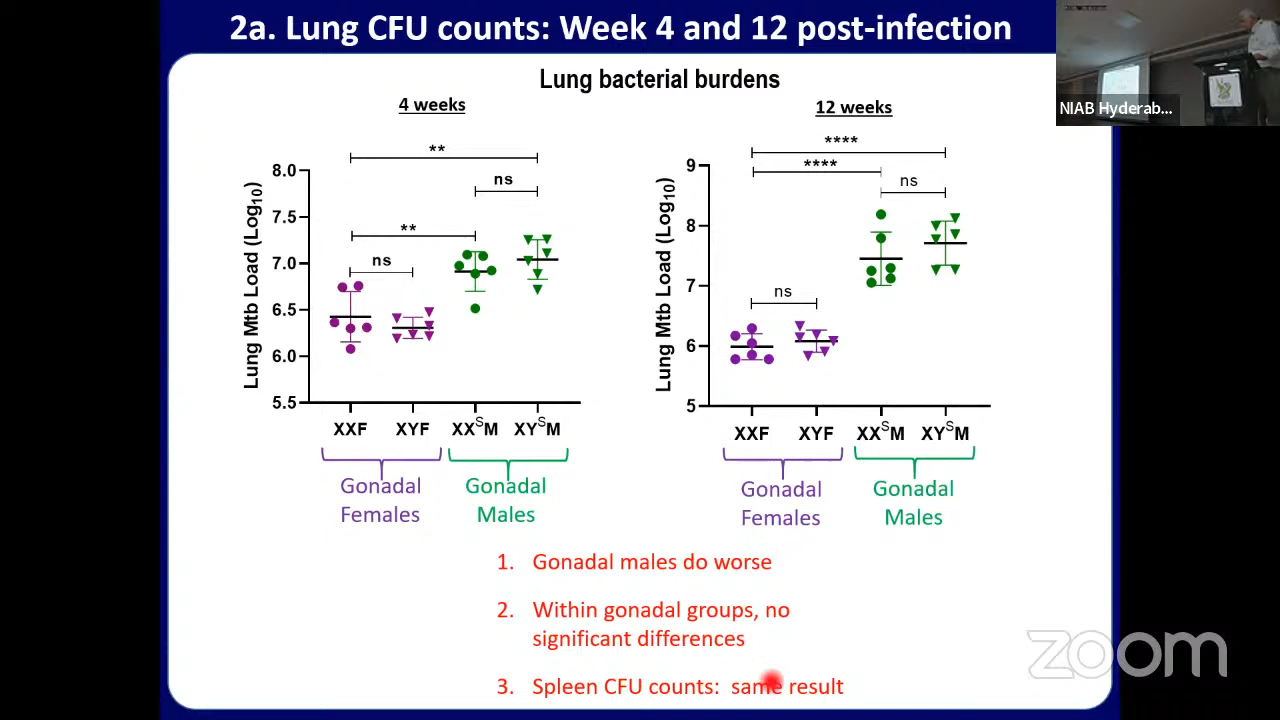 2a. Lung CFU counts: Week 4 and 12 post-infection
NIAB Hyderab...
Lung bacterial burdens
4 weeks
Lung Mtb Load (Log10)
8.0
7.5
7.0
6.5
6.0
5.5
**
ns
**
ns
XXF XYF XXSM XYSM
Gonadal
Females
Gonadal
Males
12 weeks
Lung Mtb Load (Log10)
9
8
7
6
5
****
****
ns
ns
XXF XYF XXSM XYSM
Gonadal
Females
Gonadal
Males
1. Gonadal males do worse
2. Within gonadal groups, no
significant differences
3. Spleen CFU counts: same result
zoom